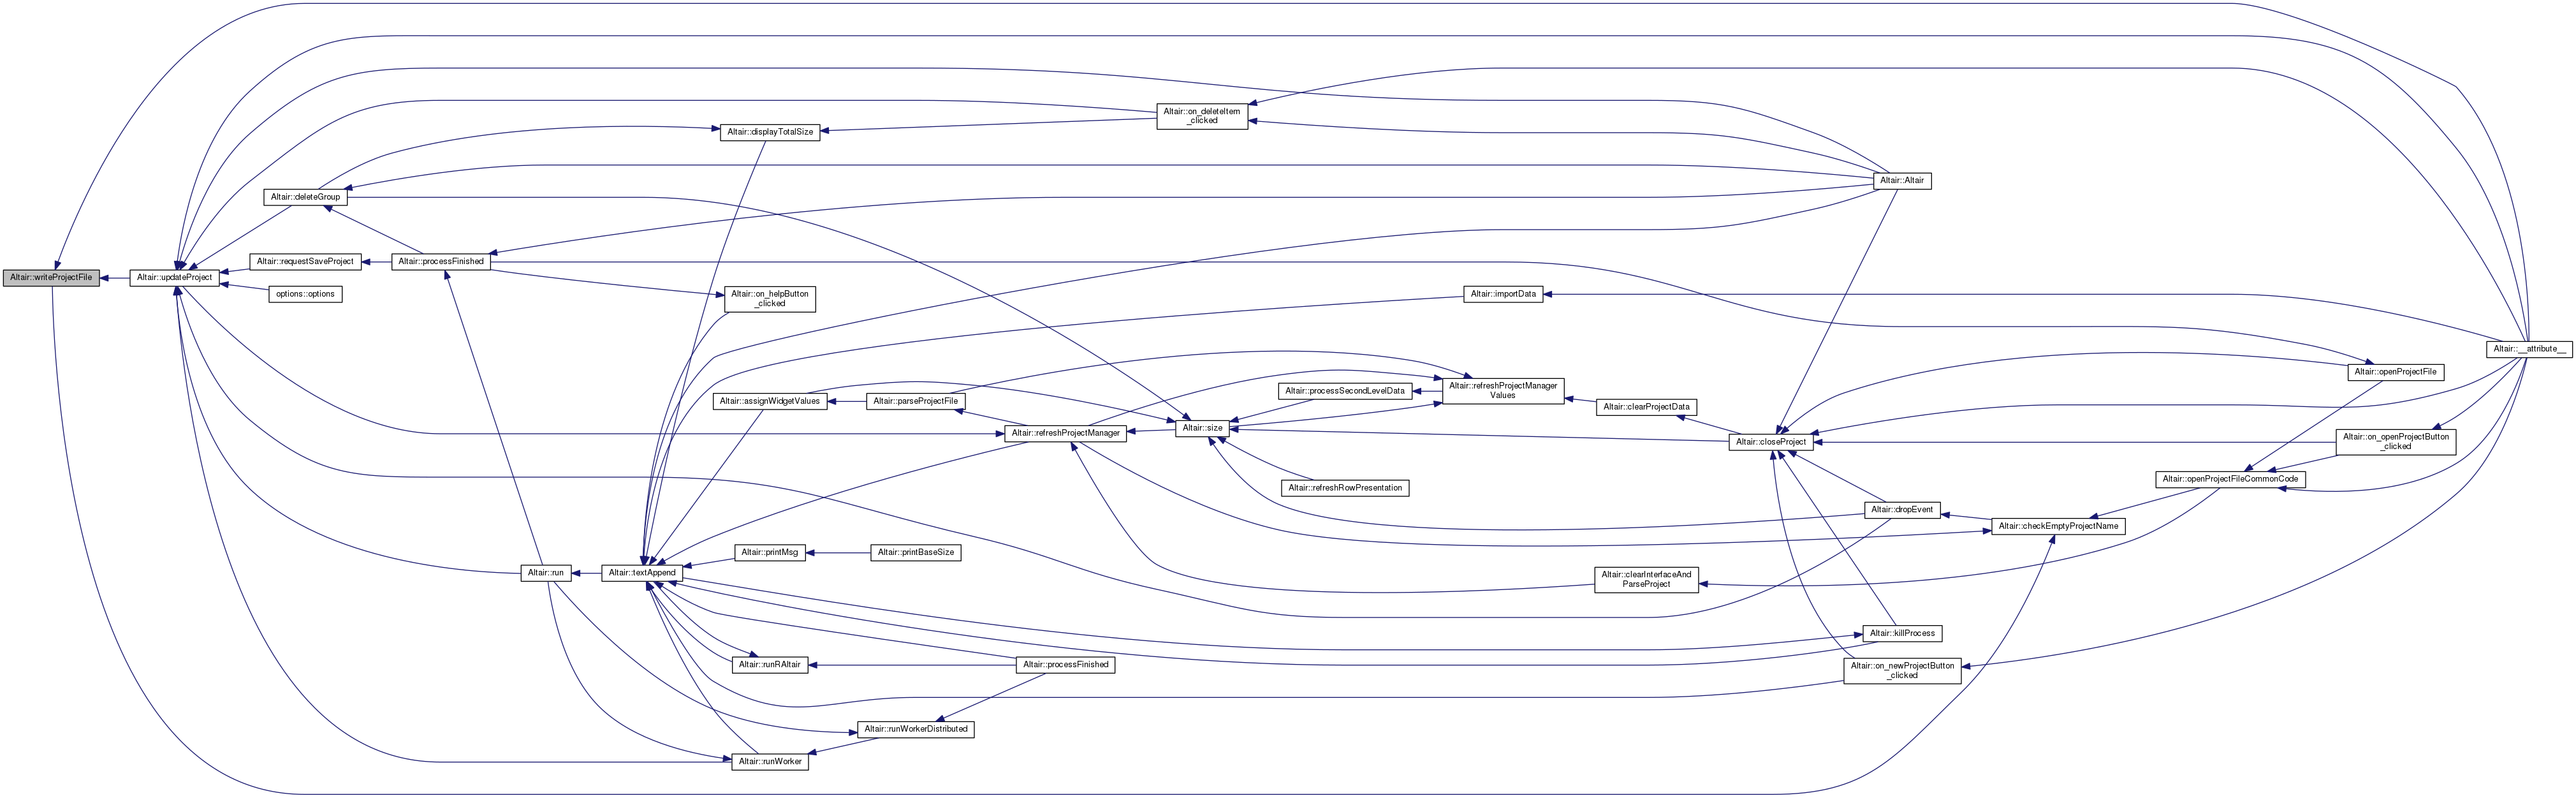 Altair::writeProjectFile
Altair::updateProject
Altair::deleteGroup
Altair::requestSaveProject
options::options
Altair::processFinished
Altair::run
Altair::textAppend
Altair::displayTotalSize
Altair::on_helpButton
_clicked
Altair::assignWidgetValues
Altair::printMsg
Altair::runRAltair
Altair::runWorker
Altair::parseProjectFile
Altair::printBaseSize
Altair::runWorkerDistributed
Altair::refreshProjectManager
Altair::processFinished
Altair::on_deleteItem
_clicked
Altair::size
Altair::processSecondLevelData
Altair::refreshRowPresentation
Altair::importData
Altair::refreshProjectManager
Values
Altair::clearProjectData
Altair::clearInterfaceAnd
ParseProject
Altair::closeProject
Altair::Altair
Altair::dropEvent
Altair::killProcess
Altair::on_newProjectButton
_clicked
Altair::checkEmptyProjectName
Altair::openProjectFileCommonCode
Altair::openProjectFile
Altair::on_openProjectButton
_clicked
Altair::__attribute__